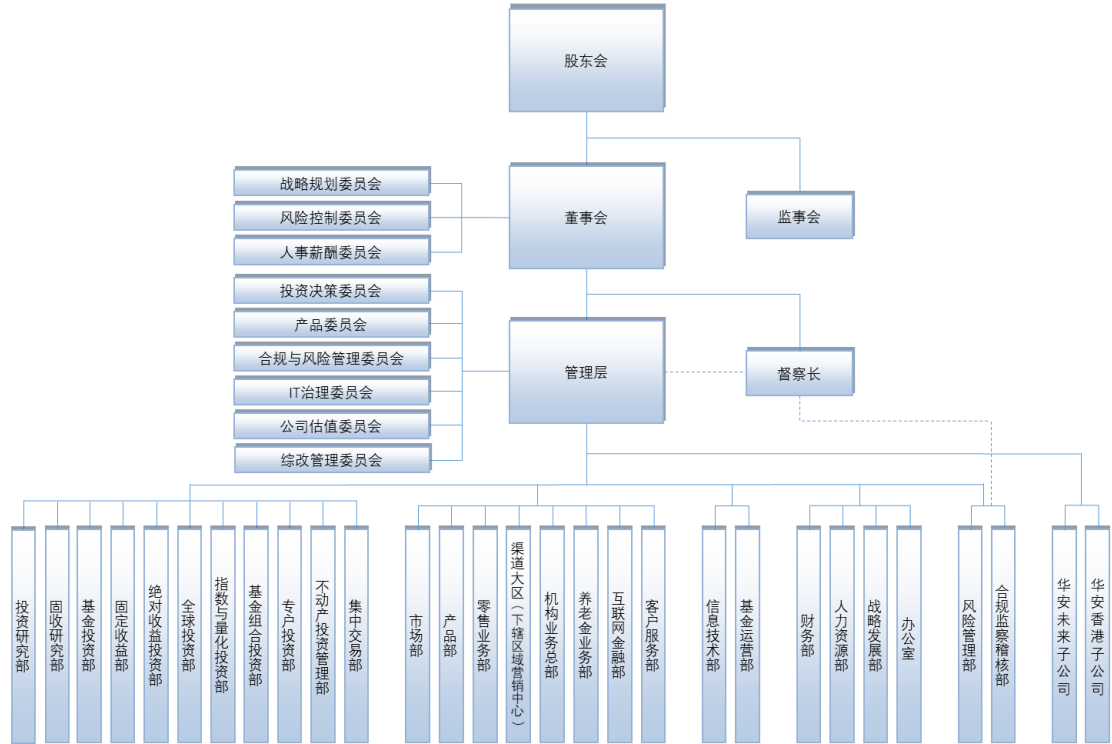 股东会
董事会
监事会
战略规划委员会
风险控制委员会
人事薪酬委员会
投资决策委员会
产品委员会
合规与风险管理委员会
IT治理委员会
公司估值委员会
综改管理委员会
管理层
督察长
投资研究部
固收研究部
基金投资部
固定收益部
绝对收益投资部
全球投资部
指数与量化投资部
基金组合投资部
专户投资部
不动产投资管理部
集中交易部
市场部
产品部
零售业务部
渠道大区（下辖区域营销中心）
机构业务总部
养老金业务部
互联网金融部
客户服务部
信息技术部
基金运营部
财务部
人力资源部
战略发展部
办公室
风险管理部
合规监察稽核部
华安未来子公司
华安香港子公司